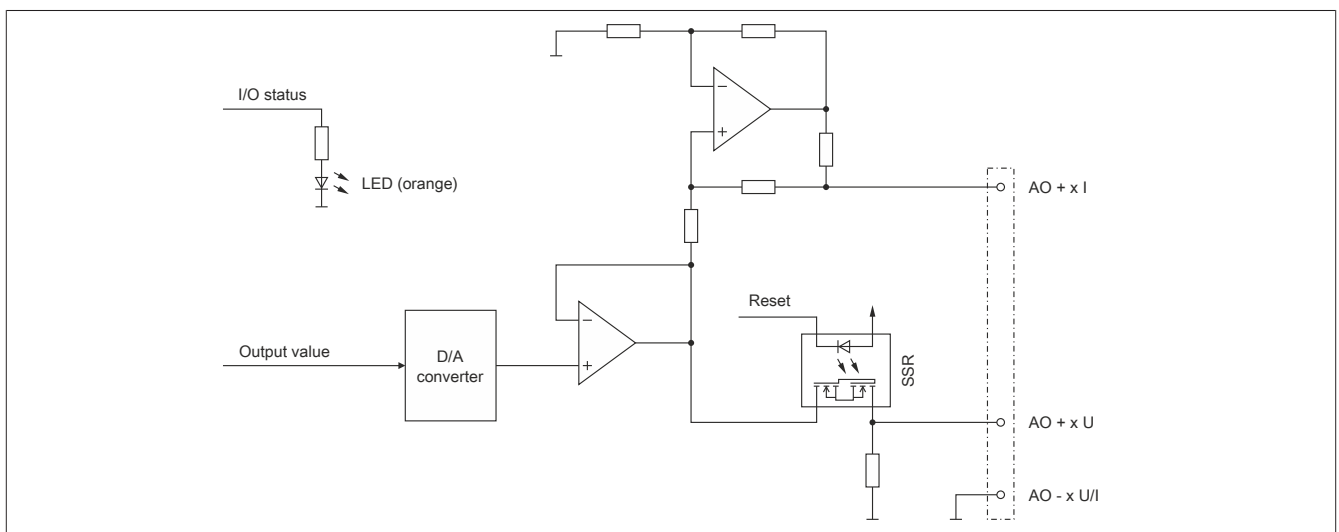 I/O status
LED (orange)
−
+
AO + x I
Reset
Output value
D/A
converter
−
+
SSR
AO + x U
AO - x U/I